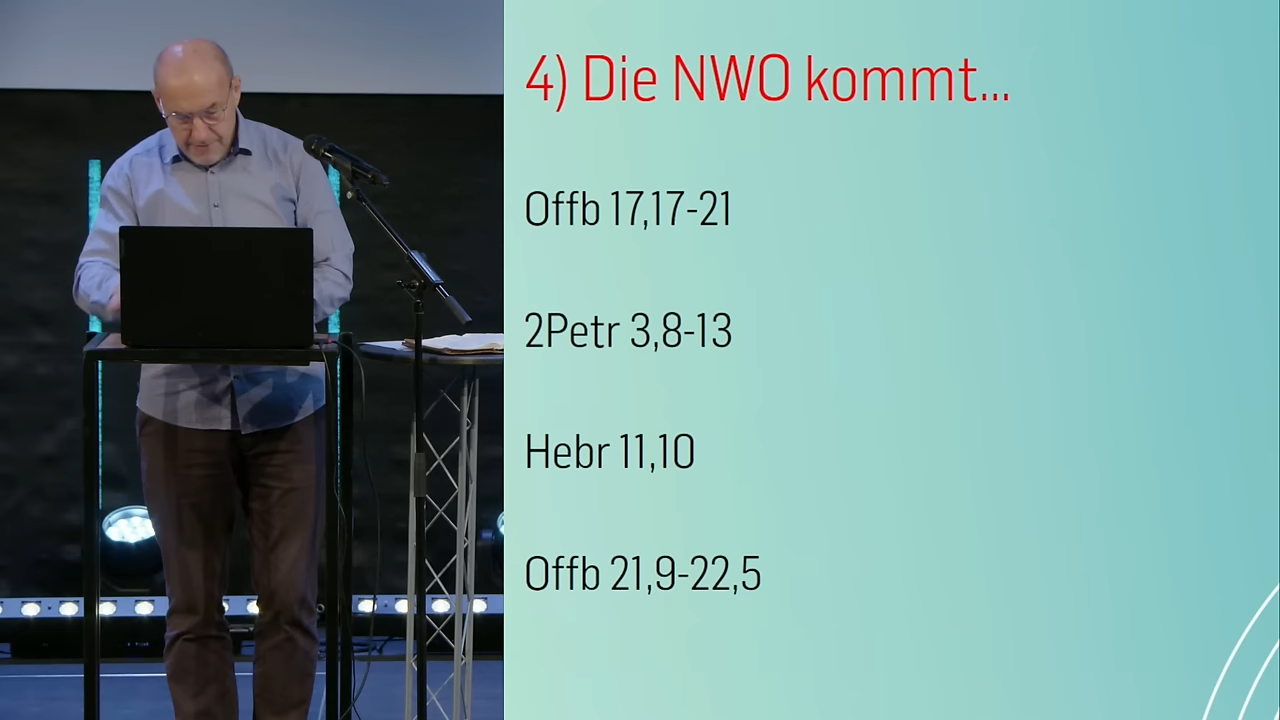 4) Die NWO kommt...
Offb 17,17-21
2Petr 3,8-13
Hebr 11,10
Offb 21,9-22,5